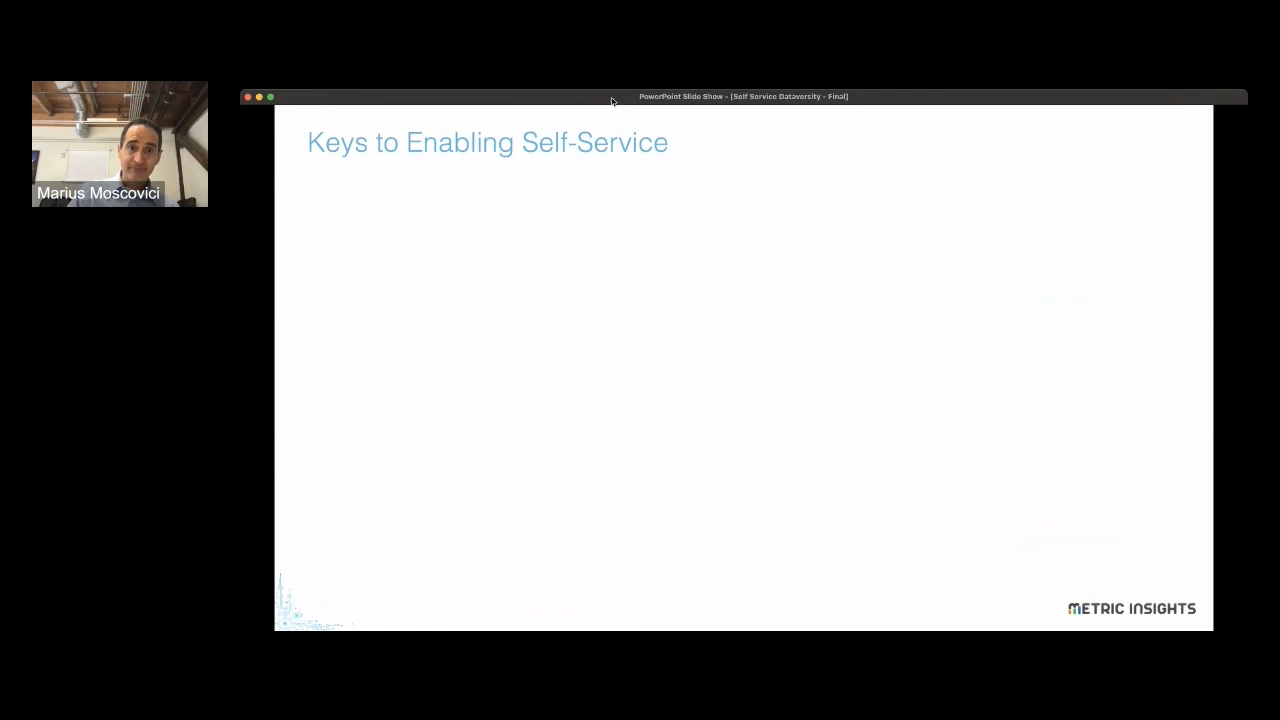 PowerPoint Slide Show - [Self Service Dataversity - Final]
Keys to Enabling Self-Service
Marius Moscovici
METRIC INSIGHTS